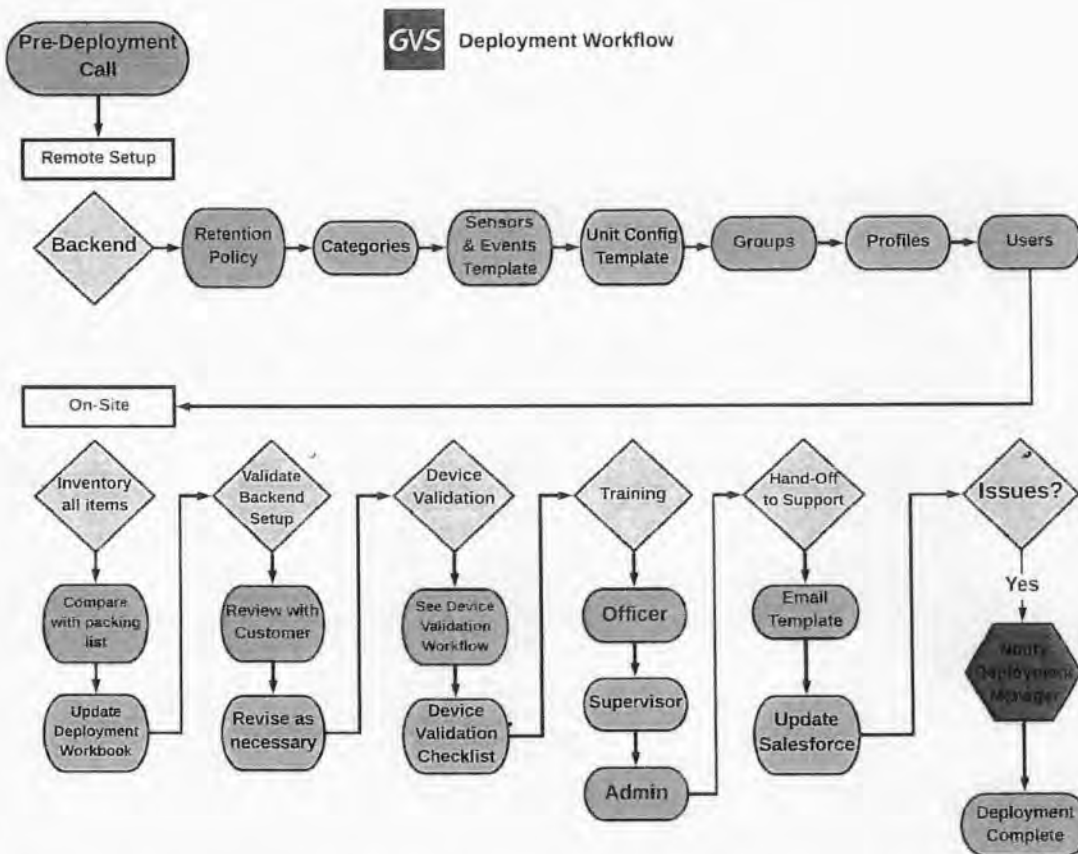 GVS Deployment Workflow
Pre-Deployment
Call
Remote Setup
Backend
Retention
Policy
Categories
Sensors
& Events
Template
Unit Config
Template
Groups
Profiles
Users
On-Site
Inventory
all items
Compare
with packing
list
Update
Deployment
Workbook
Validate
Backend
Setup
Review with
Customer
Revise as
necessary
Device
Validation
See Device
Validation
Workflow
Device
Validation
Checklist
Training
Officer
Supervisor
Admin
Hand-Off
to Support
Email
Template
Update
Salesforce
Issues?
Yes
Notify
Deployment
Manager
Deployment
Complete